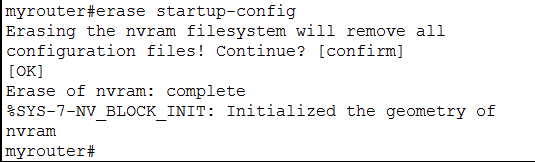 myrouter#erase startup-config
Erasing the nvram filesystem will remove all
configuration files! Continue? [confirm]
[OK]
Erase of nvram: complete
%SYS-7-NV_BLOCK_INIT: Initialized the geometry of
nvram
myrouter#